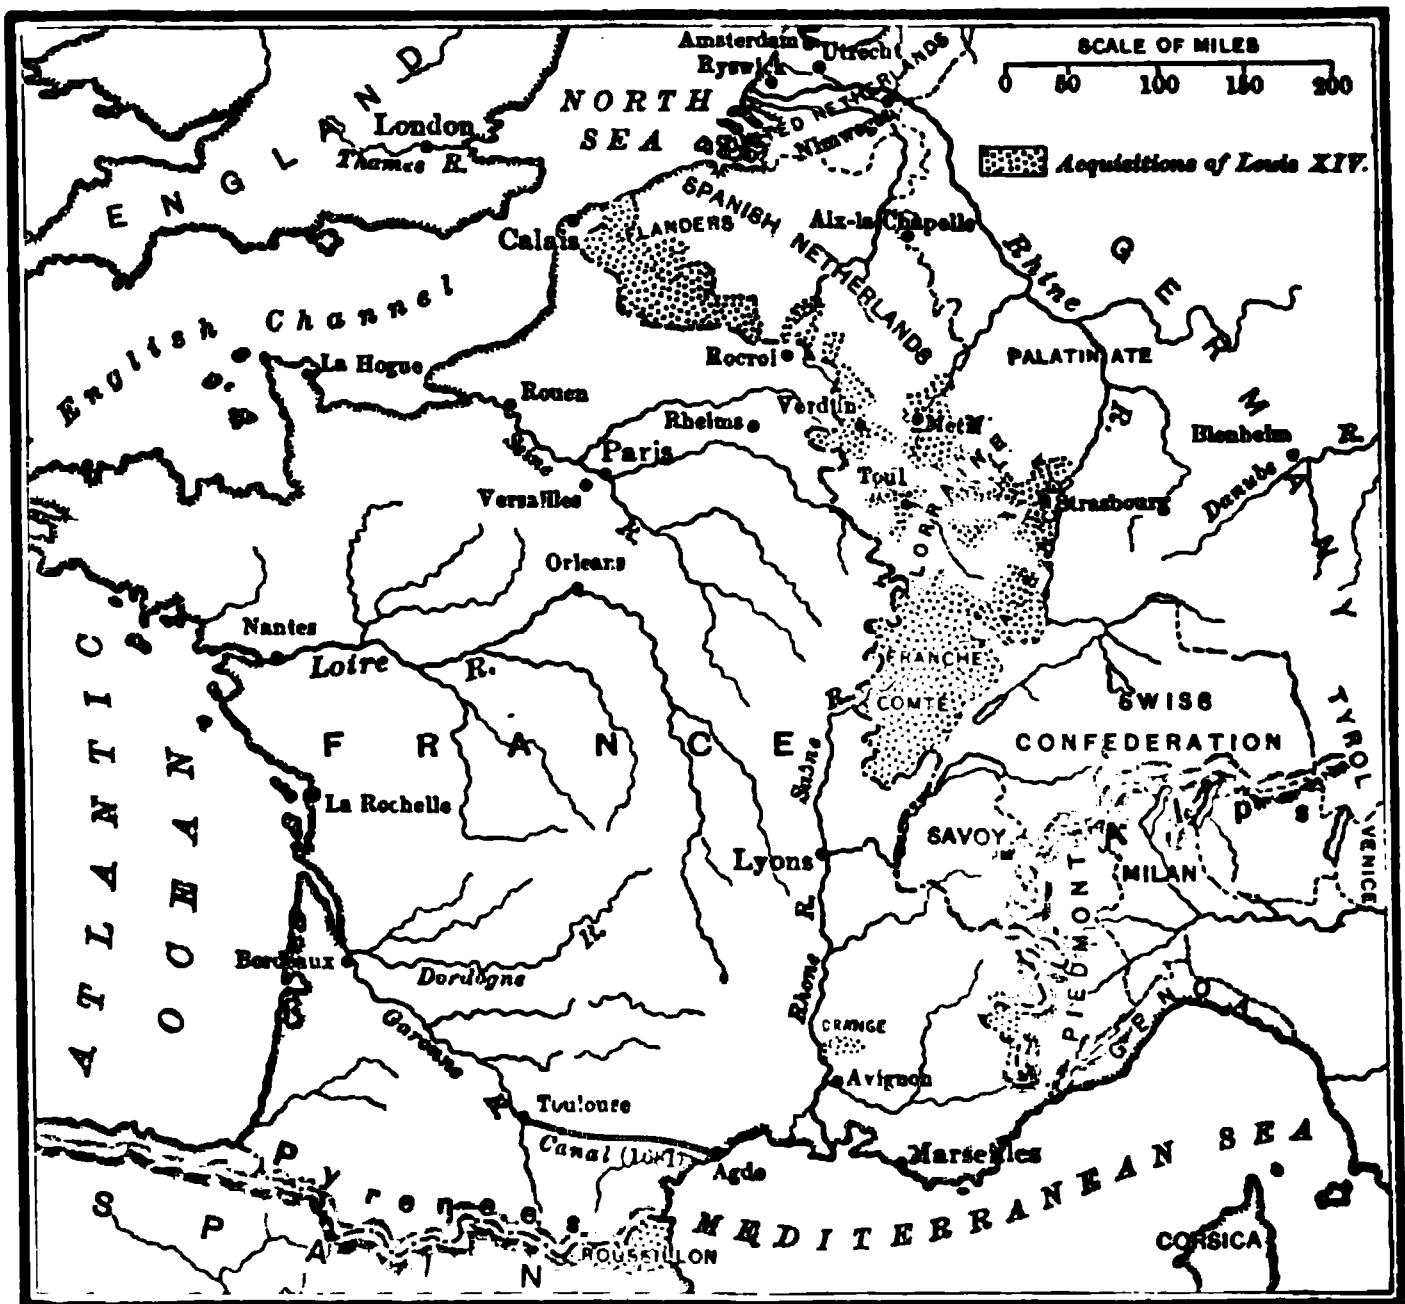 SCALE OF MILES
0 50 100 150 200
Acquisitions of Louis XIV.
Amsterdam
Utrecht
Ryswick
NETHERLANDS
Nimwegen
NORTH
SEA
ENGLAND
London
Thames R.
SPANISH NETHERLANDS
FLANDERS
Calais
Aix-la-Chapelle
Rhine
R.
GERMANY
English Channel
La Hogue
Rocroi
PALATINATE
Rouen
Verdun
Rheims
Metz
Blenheim
R.
Seine
R.
Paris
Versailles
Toul
LORRAINE
Strasbourg
Danube
Orleans
Nantes
Loire
R.
FRANCHE
COMTÉ
SWISS
CONFEDERATION
TYROL
ATLANTIC
OCEAN
FRANCE
Saône
R.
La Rochelle
Alps
SAVOY
Lyons
PIEDMONT
MILAN
VENICE
Bordeaux
Dordogne
R.
Rhone
R.
ORANGE
GENOA
Garonne
R.
Avignon
Toulouse
Canal
Agde
Marseilles
MEDITERRANEAN SEA
Pyrenees
SPAIN
ROUSSILLON
CORSICA